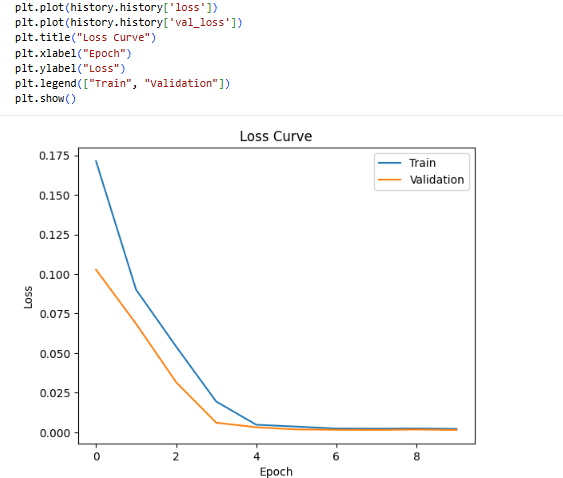 plt.plot(history.history['loss'])
plt.plot(history.history['val_loss'])
plt.title("Loss Curve")
plt.xlabel("Epoch")
plt.ylabel("Loss")
plt.legend(["Train", "Validation"])
plt.show()
Loss Curve
Train
Validation
0.175
0.150
0.125
0.100
0.075
0.050
0.025
0.000
Loss
0 2 4 6 8
Epoch